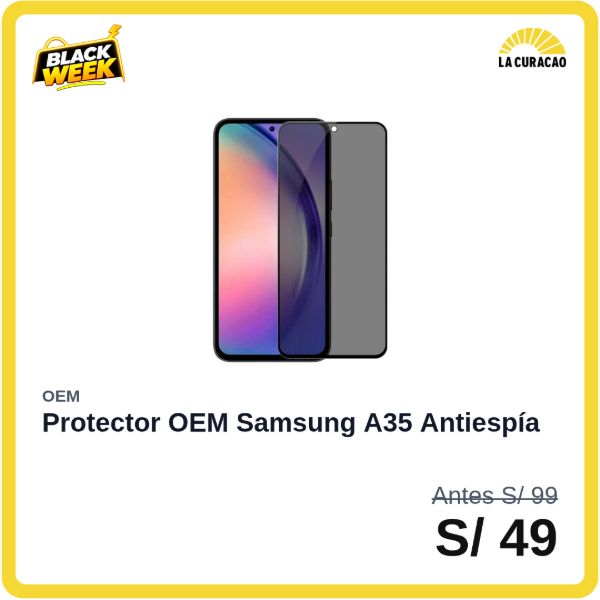 BLACK
WEEK
LA CURACAO
OEM
Protector OEM Samsung A35 Antiespía
Antes S/ 99
S/ 49